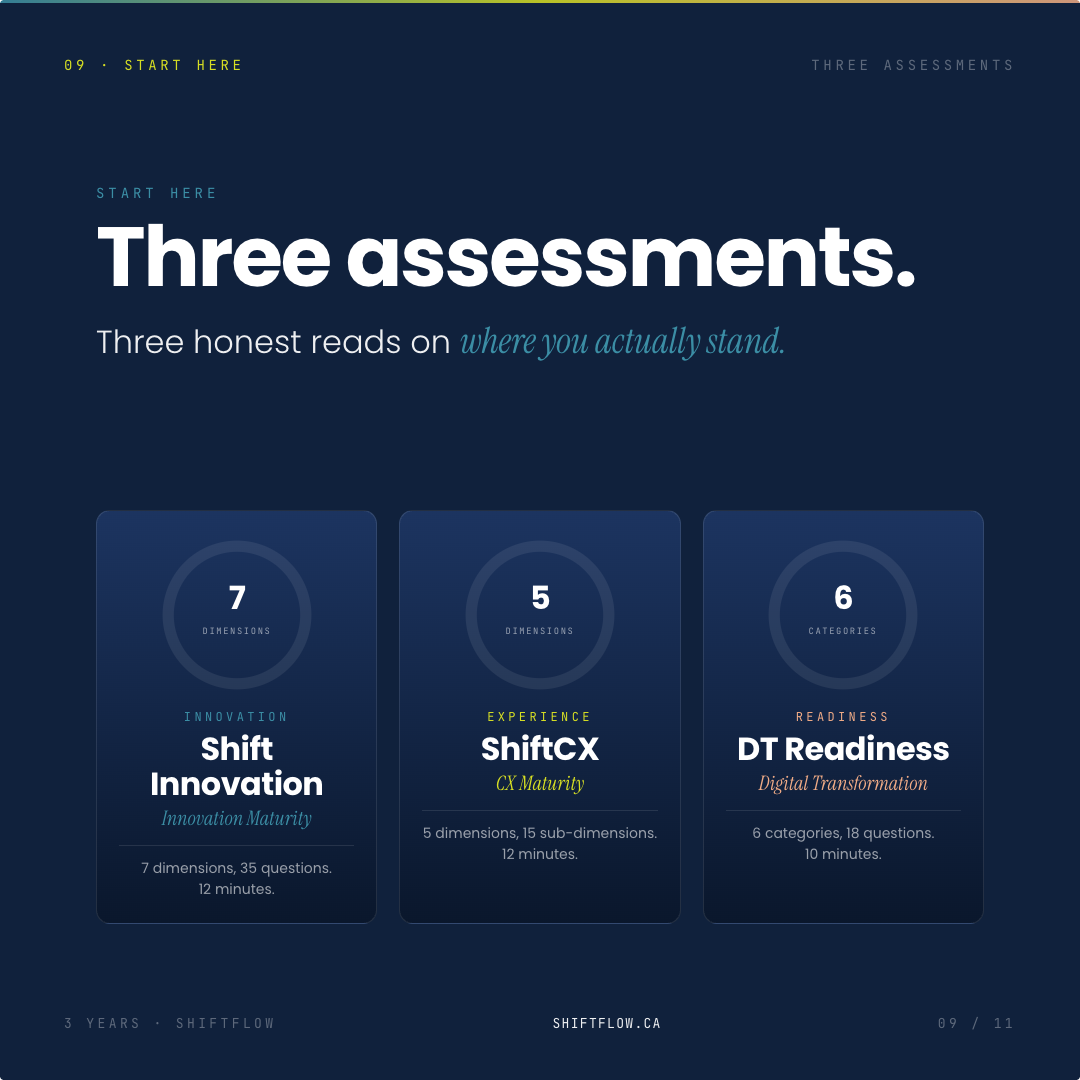 09 · START HERE
THREE ASSESSMENTS
START HERE
Three assessments.
Three honest reads on where you actually stand.
7
DIMENSIONS
INNOVATION
Shift
Innovation
Innovation Maturity
7 dimensions, 35 questions.
12 minutes.
5
DIMENSIONS
EXPERIENCE
ShiftCX
CX Maturity
5 dimensions, 15 sub-dimensions.
12 minutes.
6
CATEGORIES
READINESS
DT Readiness
Digital Transformation
6 categories, 18 questions.
10 minutes.
3 YEARS · SHIFTFLOW
SHIFTFLOW.CA
09 / 11